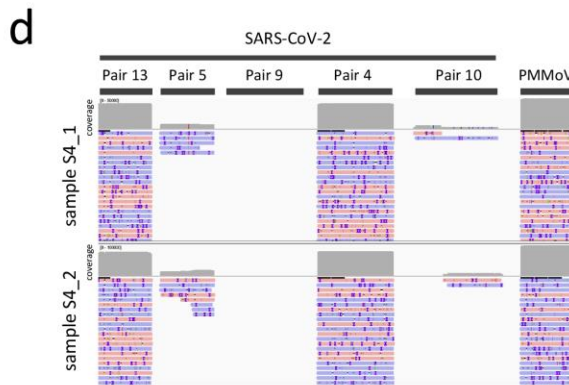 d
SARS-CoV-2
Pair 13 Pair 5 Pair 9 Pair 4 Pair 10 PMMoV
coverage
sample S4_1
coverage
sample S4_2